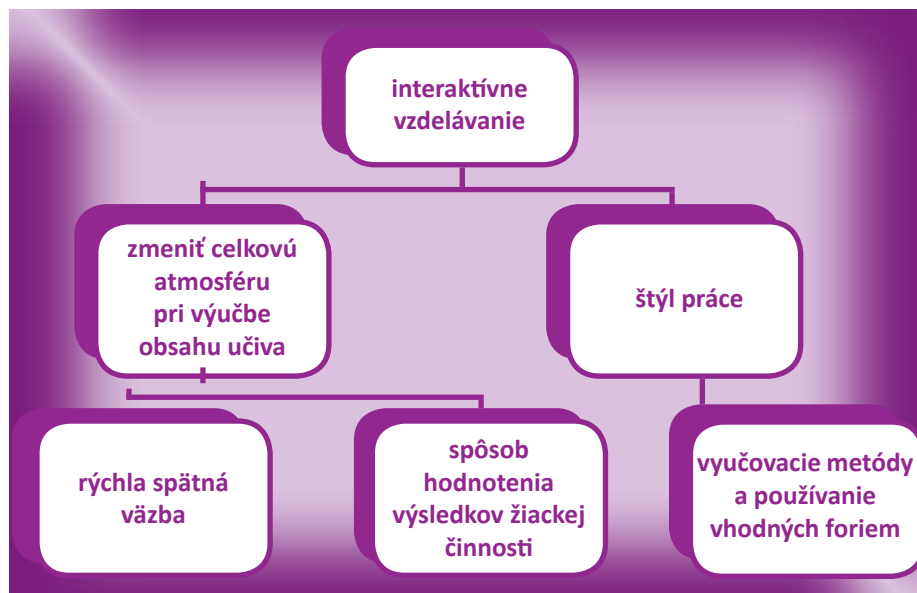 interaktívne
vzdelávanie
zmeniť celkovú
atmosféru
pri výučbe
obsahu učiva
štýl práce
rýchla spätná
väzba
spôsob
hodnotenia
výsledkov žiackej
činnosti
vyučovacie metódy
a používanie
vhodných foriem